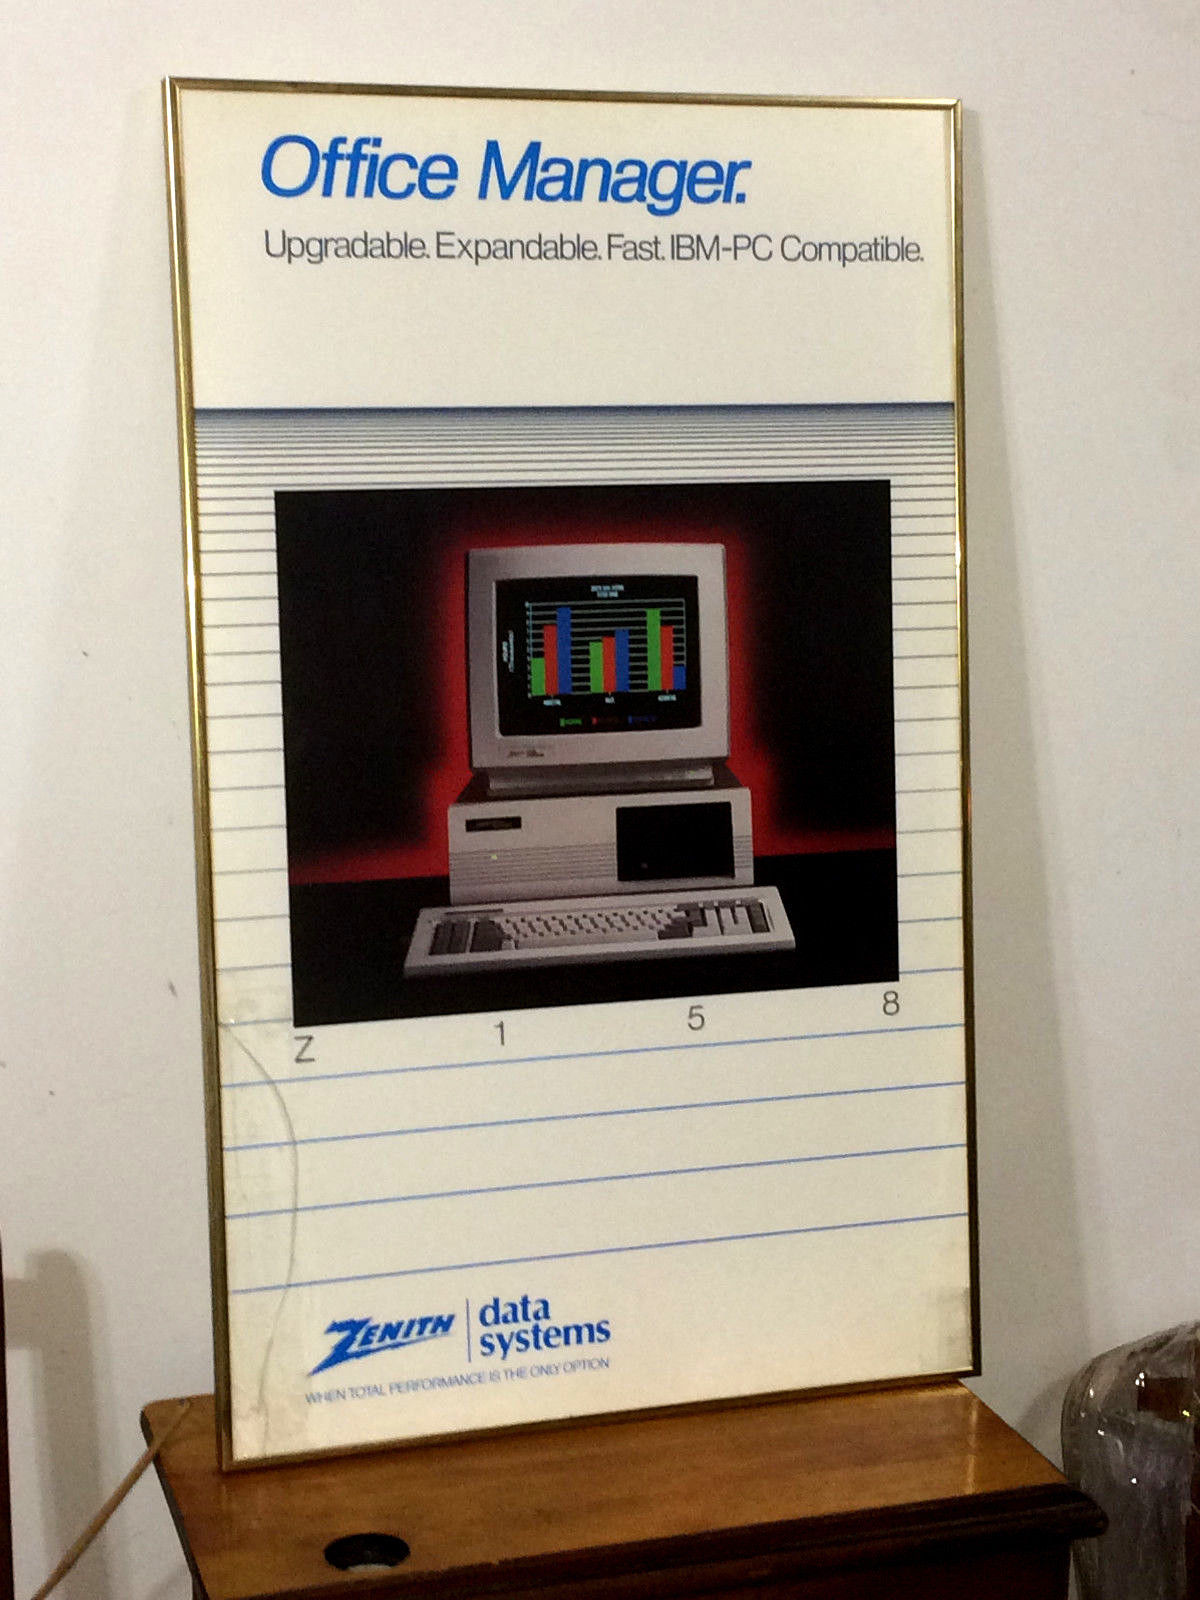 Office Manager.
Upgradable. Expandable. Fast. IBM-PC Compatible.
Z 1 5 8
ZENITH data systems
WHEN TOTAL PERFORMANCE IS THE ONLY OPTION